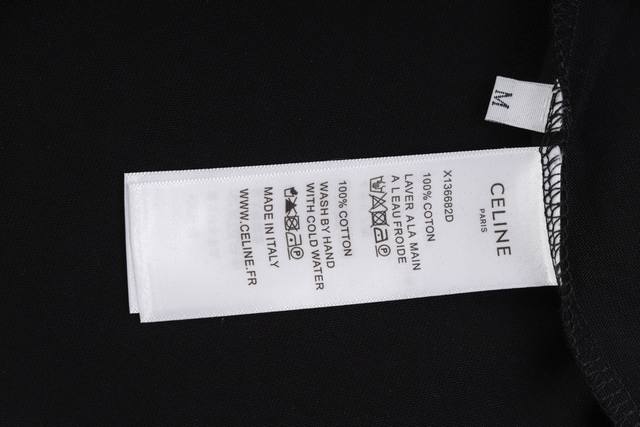 M
CELINE
PARIS
X136682D
100% COTON
LAVER A LA MAIN
A L'EAU FROIDE
100% COTTON
WASH BY HAND
WITH COLD WATER
MADE IN ITALY
WWW.CELINE.FR